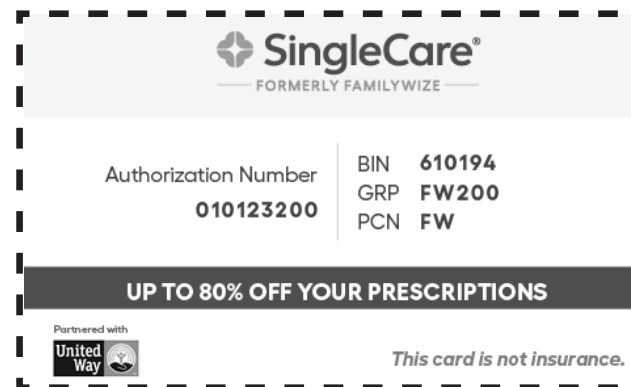 SingleCare®
FORMERLY FAMILYWIZE
Authorization Number
010123200
BIN 610194
GRP FW200
PCN FW
UP TO 80% OFF YOUR PRESCRIPTIONS
Partnered with
United
Way
This card is not insurance.